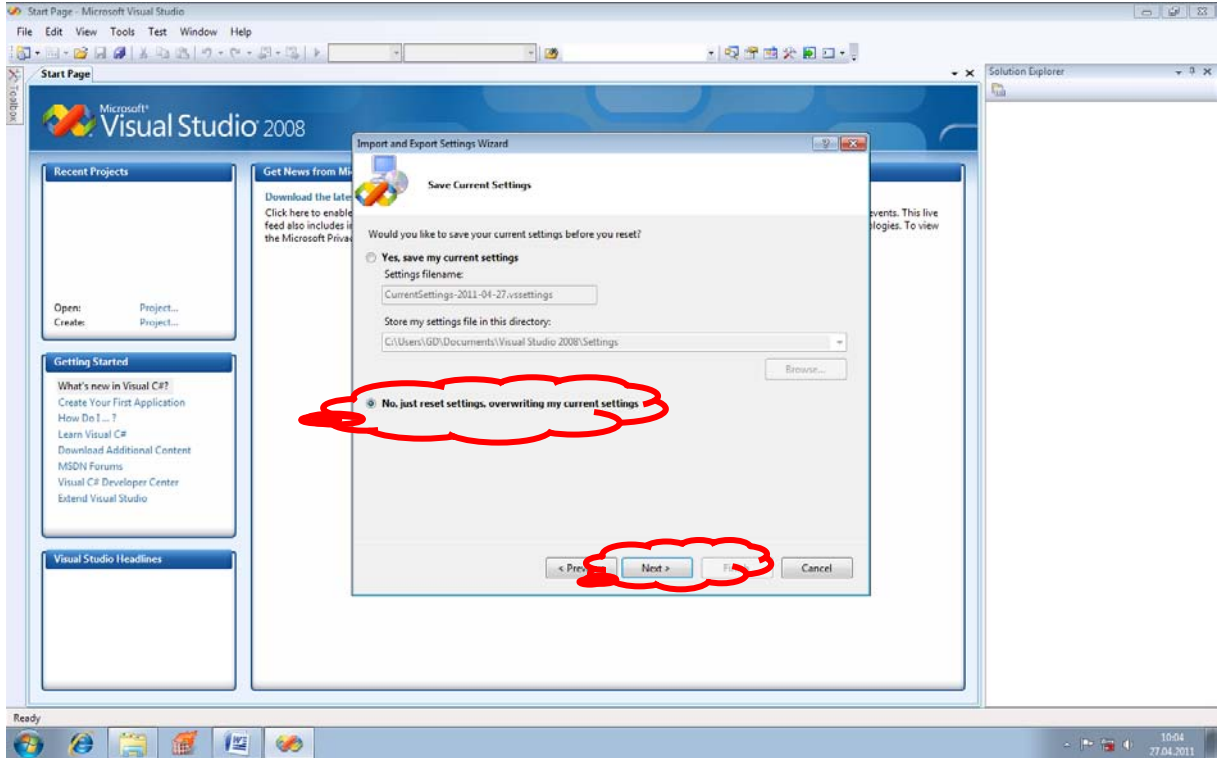 Start Page - Microsoft Visual Studio
File Edit View Tools Test Window Help
Toolbox
Start Page
Solution Explorer
Microsoft®
Visual Studio® 2008
Recent Projects
Open: Project...
Create: Project...
Getting Started
What's new in Visual C#?
Create Your First Application
How Do I ... ?
Learn Visual C#
Download Additional Content
MSDN Forums
Visual C# Developer Center
Extend Visual Studio
Visual Studio Headlines
Get News from Mi
Download the late
Click here to enable events. This live
feed also includes logies. To view
the Microsoft Priva
Import and Export Settings Wizard
Save Current Settings
Would you like to save your current settings before you reset?
Yes, save my current settings
Settings filename:
CurrentSettings-2011-04-27.vssettings
Store my settings file in this directory:
C:\Users\GD\Documents\Visual Studio 2008\Settings
Browse...
No, just reset settings, overwriting my current settings
< Pre Next > Cancel
Ready
10:04
27.04.2011